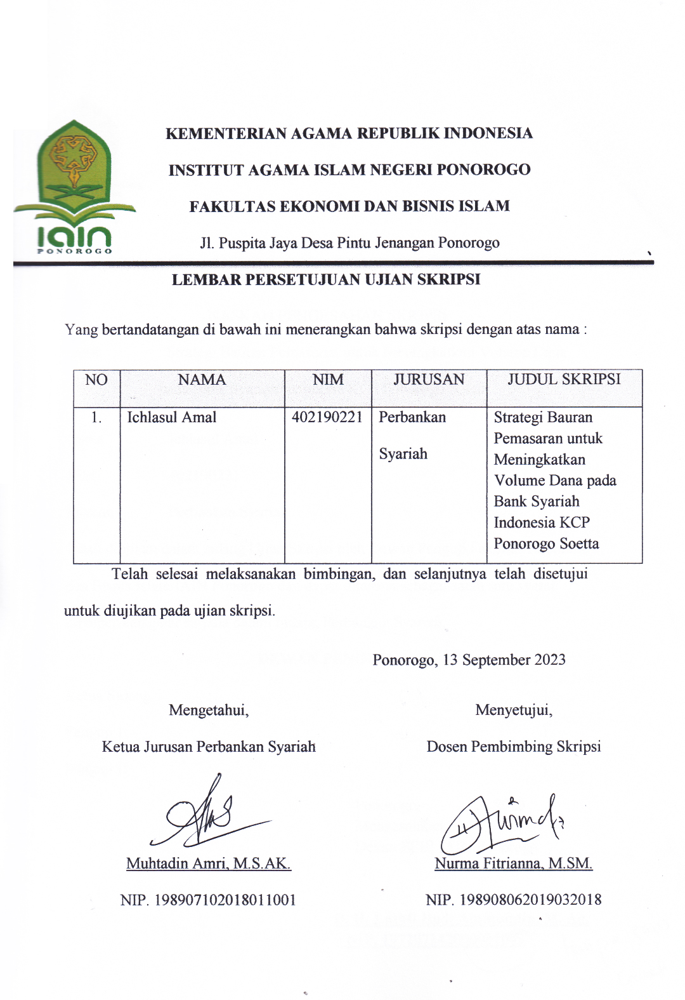 KEMENTERIAN AGAMA REPUBLIK INDONESIA
INSTITUT AGAMA ISLAM NEGERI PONOROGO
FAKULTAS EKONOMI DAN BISNIS ISLAM
Jl. Puspita Jaya Desa Pintu Jenangan Ponorogo
IAIN
PONOROGO
LEMBAR PERSETUJUAN UJIAN SKRIPSI
Yang bertandatangan di bawah ini menerangkan bahwa skripsi dengan atas nama :
NO NAMA NIM JURUSAN JUDUL SKRIPSI
1. Ichlasul Amal 402190221 Perbankan Syariah
Strategi Bauran
Pemasaran untuk
Meningkatkan
Volume Dana pada
Bank Syariah
Indonesia KCP
Ponorogo Soetta
Telah selesai melaksanakan bimbingan, dan selanjutnya telah disetujui
untuk diujikan pada ujian skripsi.
Ponorogo, 13 September 2023
Mengetahui,
Ketua Jurusan Perbankan Syariah
Muhtadin Amri, M.S.AK.
NIP. 198907102018011001
Menyetujui,
Dosen Pembimbing Skripsi
Nurma Fitrianna, M.SM.
NIP. 198908062019032018